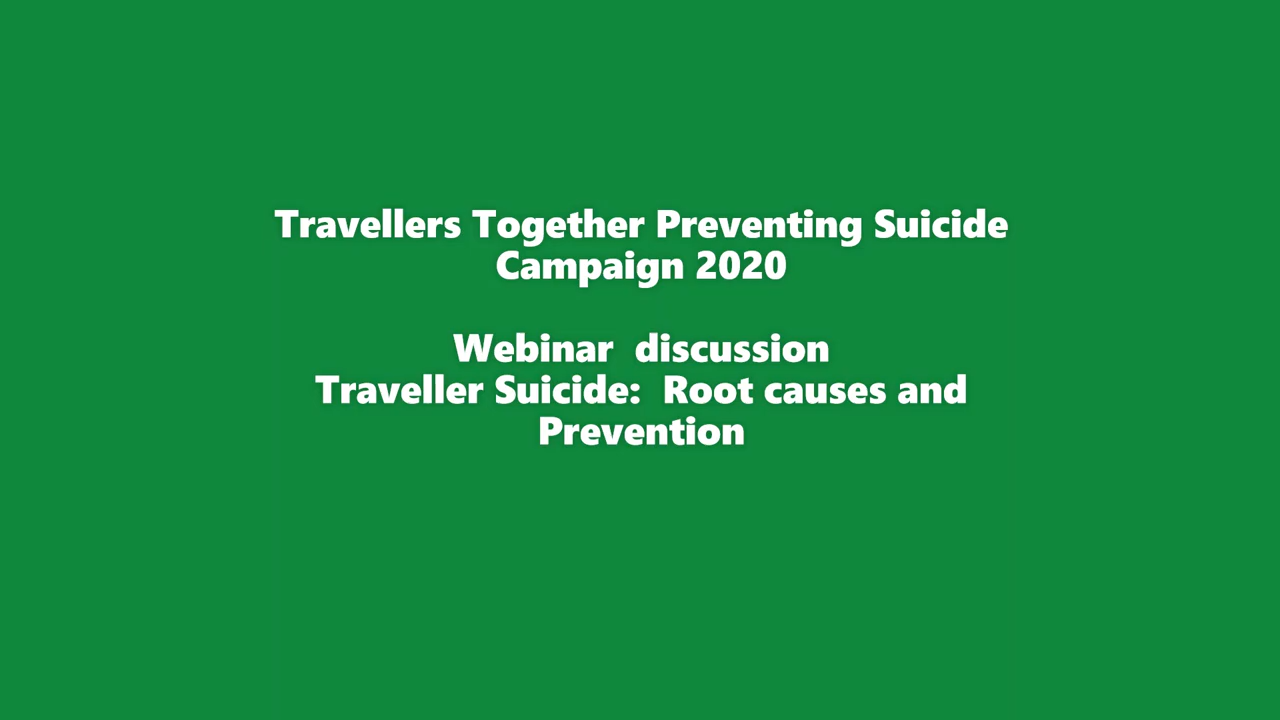 Travellers Together Preventing Suicide
Campaign 2020
Webinar  discussion
Traveller Suicide:  Root causes and
Prevention